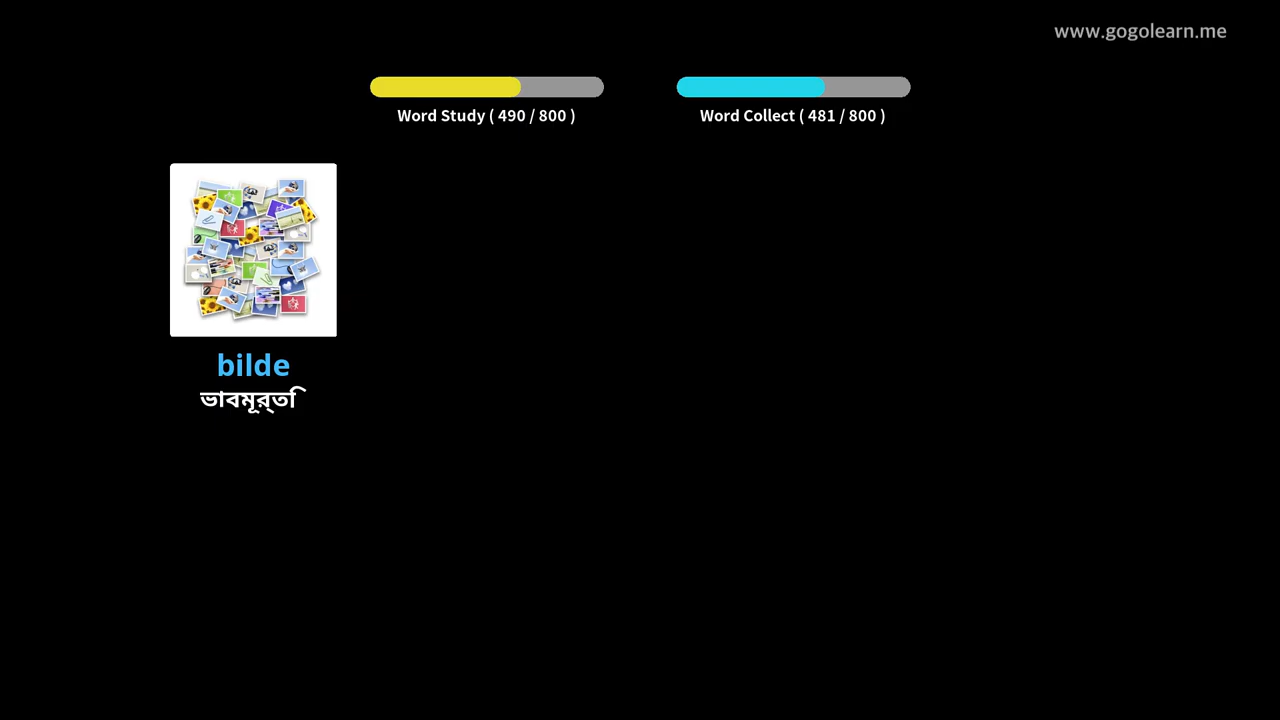 www.gogolearn.me
Word Study ( 490 / 800 )
Word Collect ( 481 / 800 )
bilde
ভাবমূর্তি